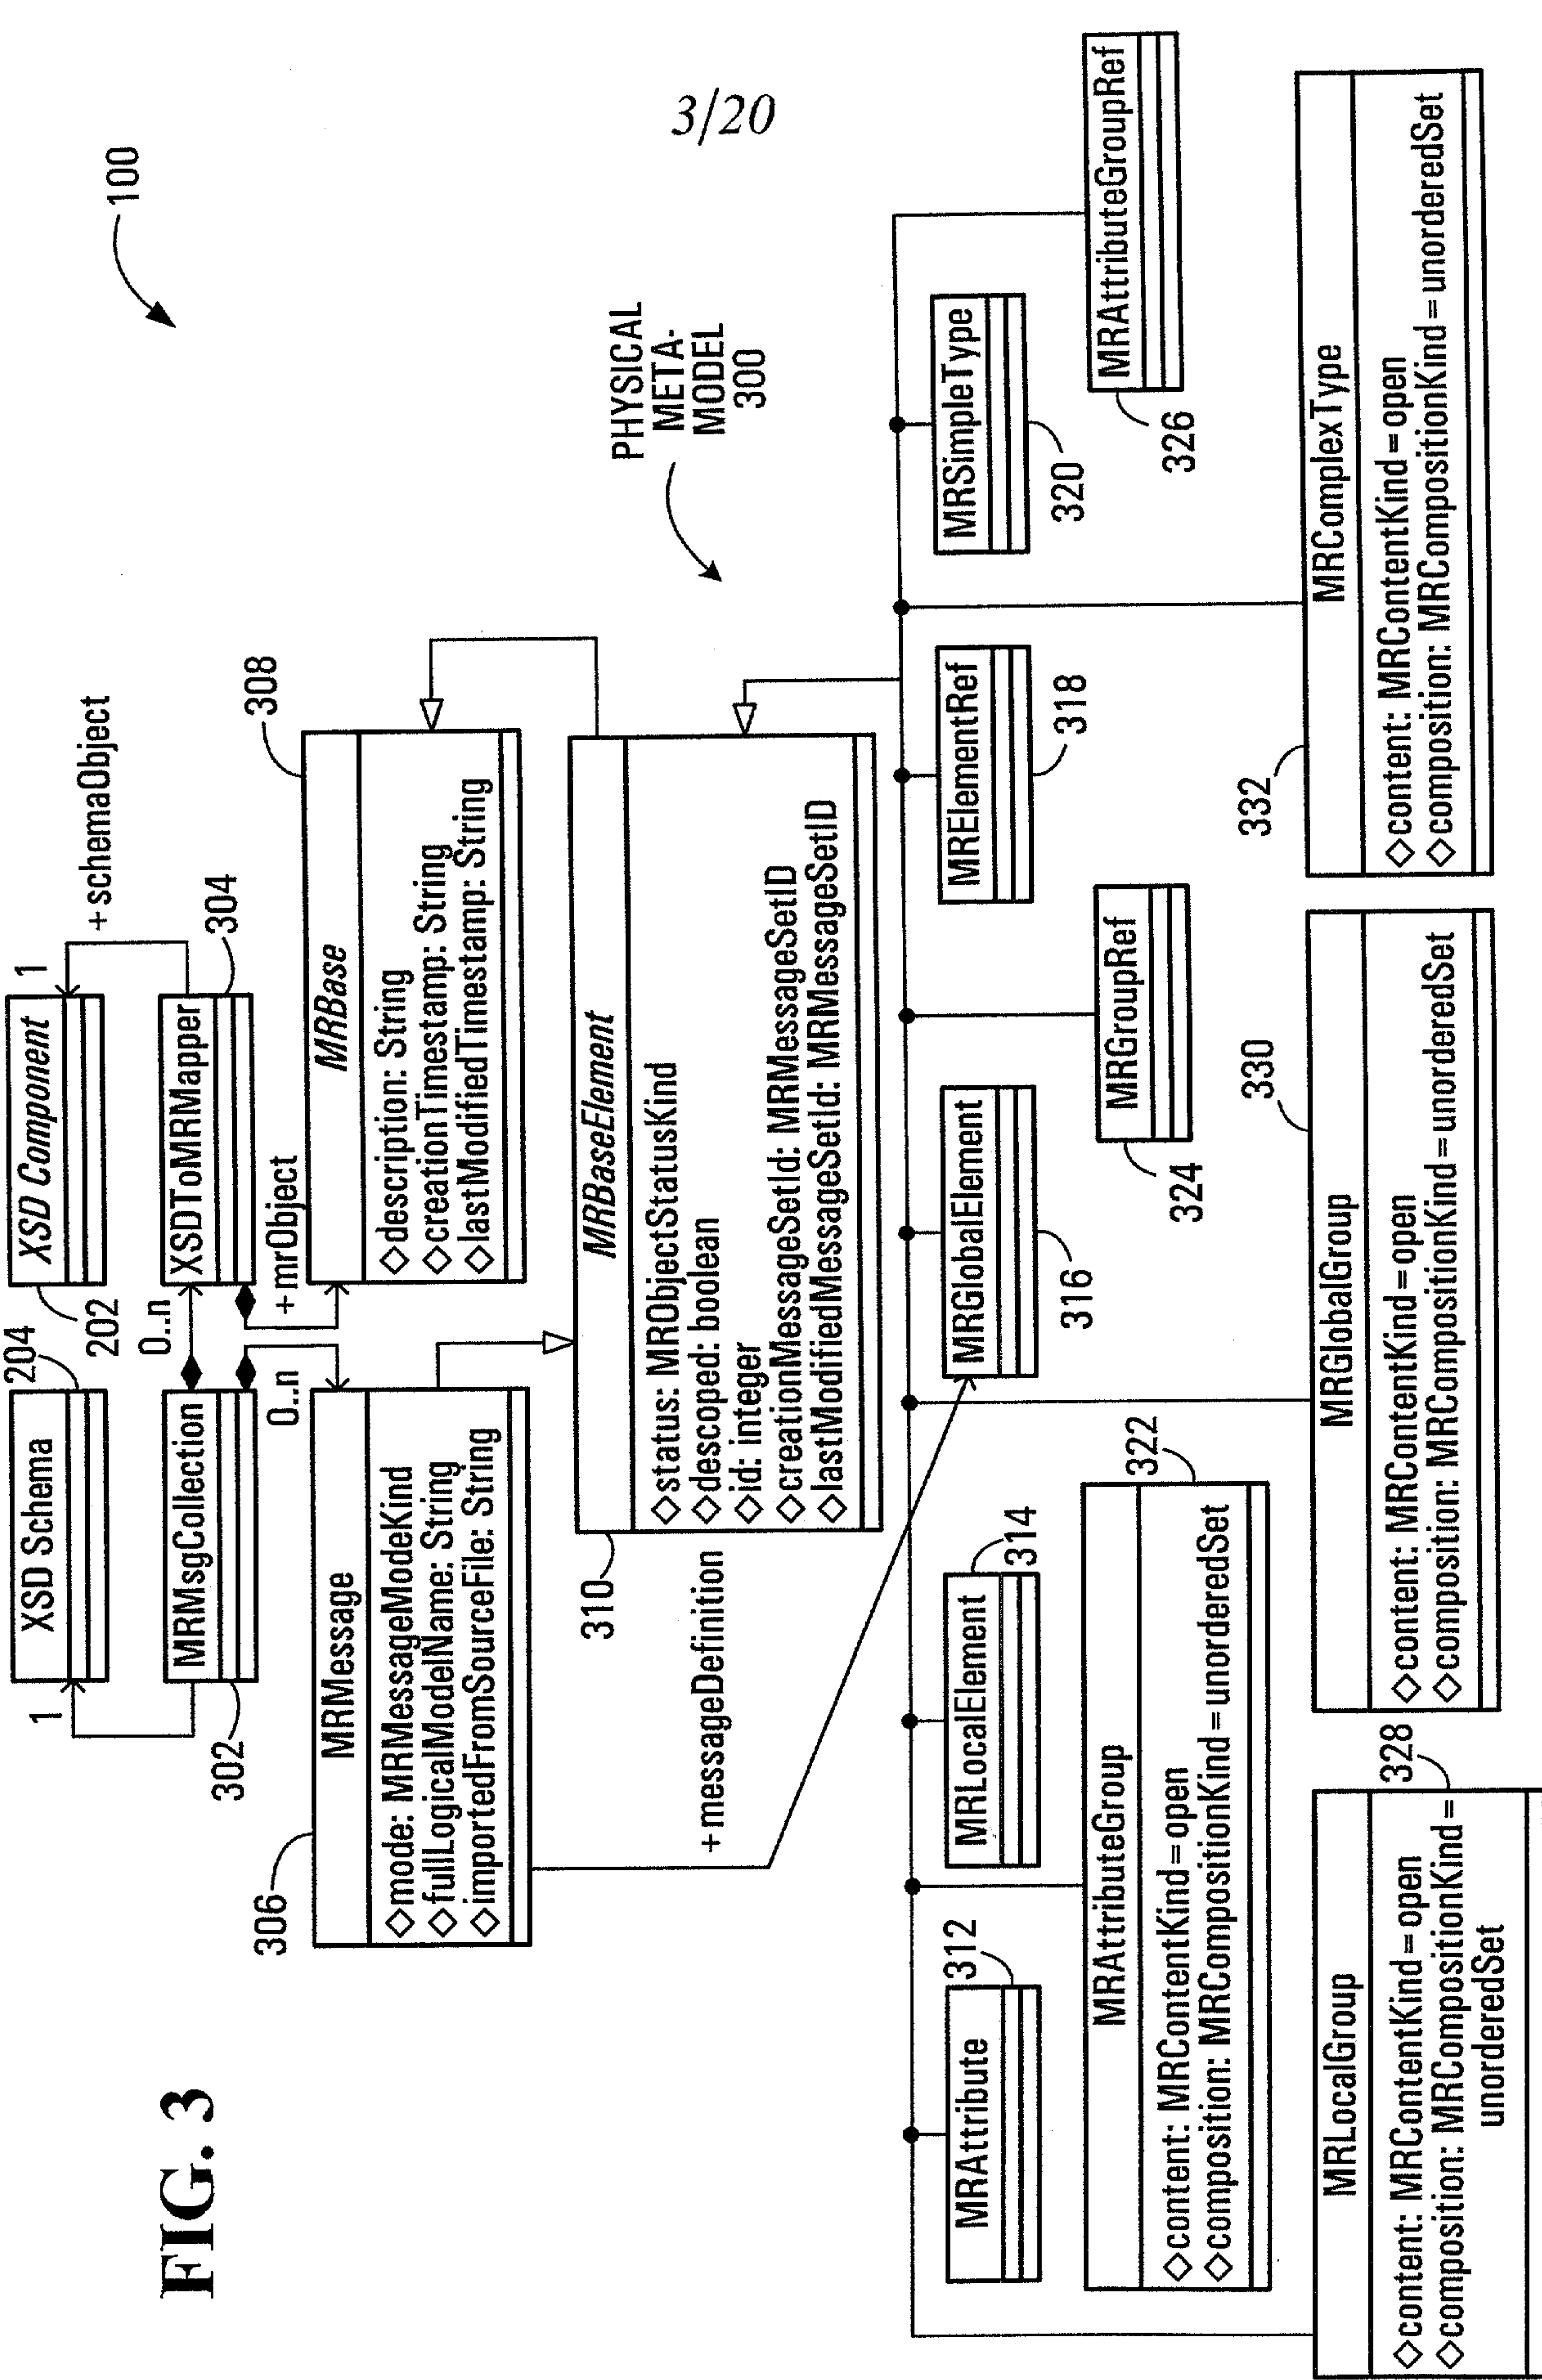 3/20
FIG. 3
100
XSD Schema
204
XSD Component
202
1
1
+schemaObject
MRMsgCollection
302
0..n
XSDToMRMapper
304
0..n
+mrObject
306
MRMessage
◇mode: MRMessageModeKind
◇fullLogicalModelName: String
◇importedFromSourceFile: String
308
MRBase
◇description: String
◇creationTimestamp: String
◇lastModifiedTimestamp: String
310
MRBaseElement
◇status: MRObjectStatusKind
◇descoped: boolean
◇id: integer
◇creationMessageSetId: MRMessageSetID
◇lastModifiedMessageSetId: MRMessageSetID
PHYSICAL
META-
MODEL
300
+messageDefinition
MRAttribute
312
MRLocalElement
314
MRGlobalElement
316
MRElementRef
318
MRSimpleType
320
MRAttributeGroup
322
◇content: MRContentKind=open
◇composition: MRCompositionKind=unorderedSet
MRGroupRef
324
MRAttributeGroupRef
326
MRLocalGroup
328
◇content: MRContentKind=open
◇composition: MRCompositionKind=
unorderedSet
MRGlobalGroup
330
◇content: MRContentKind=open
◇composition: MRCompositionKind=unorderedSet
332
MRComplexType
◇content: MRContentKind=open
◇composition: MRCompositionKind=unorderedSet